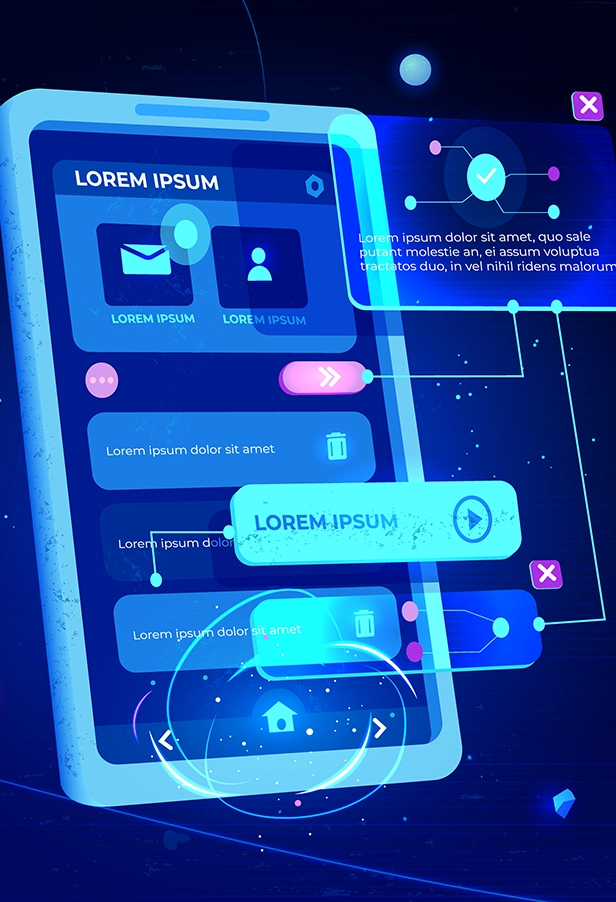 LOREM IPSUM
LOREM IPSUM
LOREM IPSUM
Lorem ipsum dolor sit amet, quo sale
putant molestie an, ei assum voluptua
tractatos duo, in vel nihil ridens malorum
Lorem ipsum dolor sit amet
LOREM IPSUM
Lorem ipsum dolor
Lorem ipsum dolor sit amet